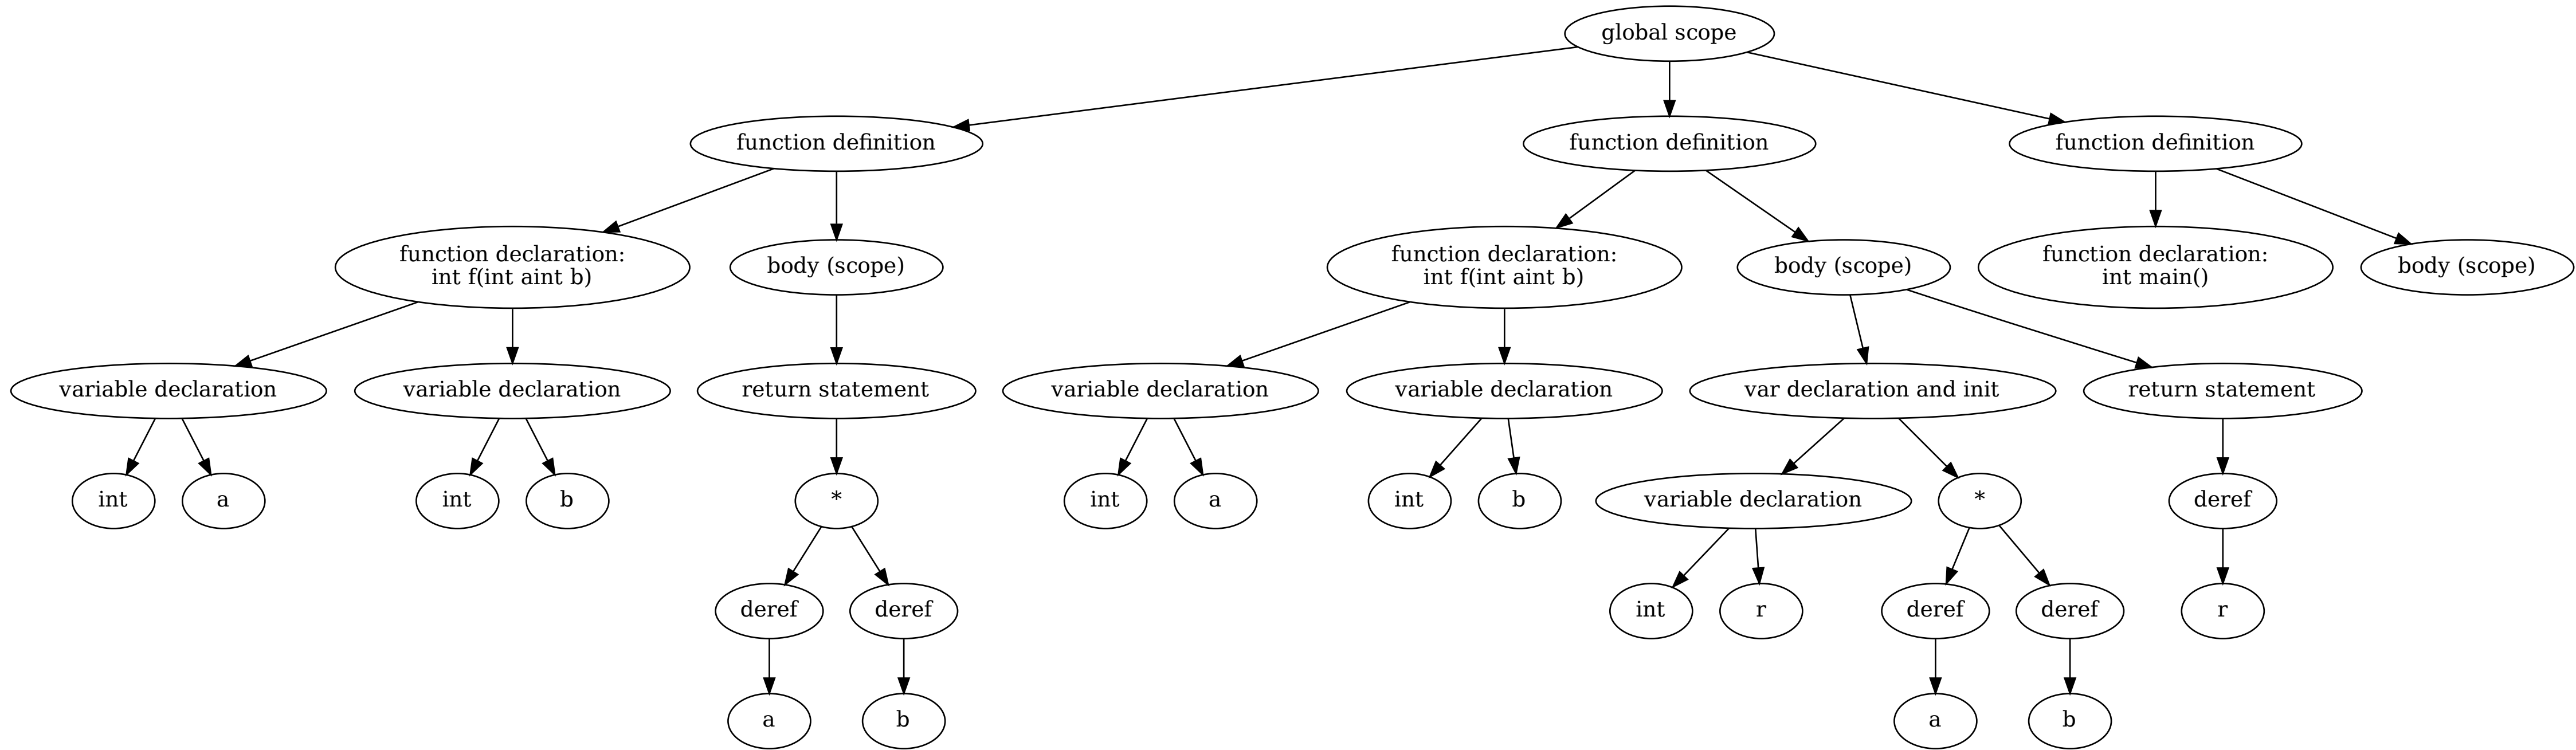 global scope
function definition
function definition
function definition
function declaration:
int f(int aint b)
body (scope)
function declaration:
int f(int aint b)
body (scope)
function declaration:
int main()
body (scope)
variable declaration
variable declaration
return statement
variable declaration
variable declaration
var declaration and init
return statement
int
a
int
b
*
int
a
int
b
variable declaration
*
deref
deref
deref
int
r
deref
deref
r
a
b
a
b